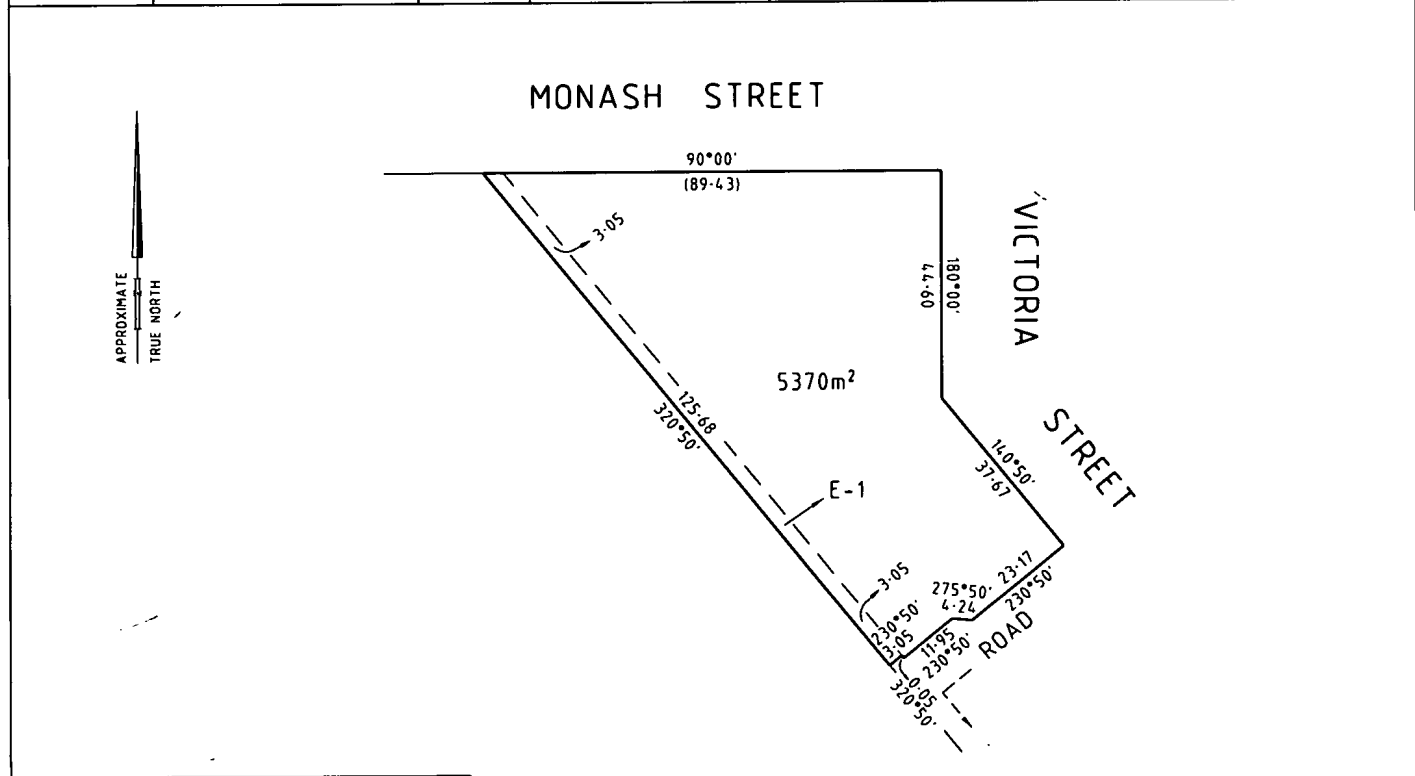 MONASH STREET
90°00'
(89·43)
3·05
VICTORIA
STREET
180°00'
44·60
APPROXIMATE
TRUE NORTH
5370m²
125·68
320°50'
140°50'
37·67
E-1
3·05
275°50'
4·24
23·17
230°50'
230°50'
3·05
11·95
230°50'
ROAD
0·05
320°50'